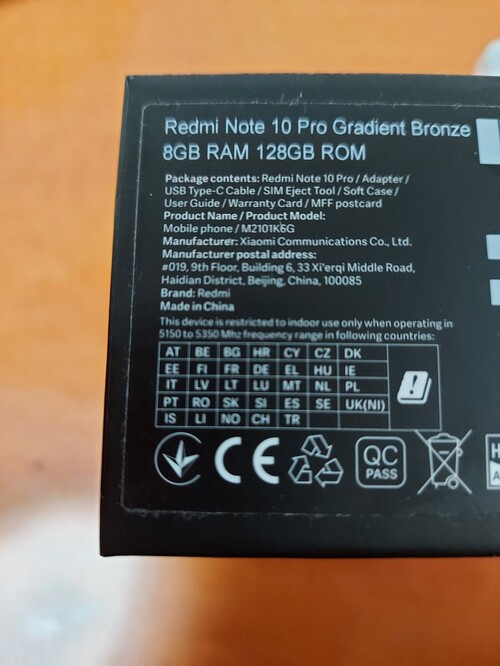 Redmi Note 10 Pro Gradient Bronze
8GB RAM 128GB ROM
Package contents: Redmi Note 10 Pro / Adapter /
USB Type-C Cable / SIM Eject Tool / Soft Case /
User Guide / Warranty Card / MFF postcard
Product Name / Product Model:
Mobile phone / M2101K6G
Manufacturer: Xiaomi Communications Co., Ltd.
Manufacturer postal address:
#019, 9th Floor, Building 6, 33 Xi'erqi Middle Road,
Haidian District, Beijing, China, 100085
Brand: Redmi
Made in China
This device is restricted to indoor use only when operating in
5150 to 5350 Mhz frequency range in following countries:
AT BE BG HR CY CZ DK
EE FI FR DE EL HU IE
IT LV LT LU MT NL PL
PT RO SK SI ES SE UK(NI)
IS LI NO CH TR
CE
QC
PASS